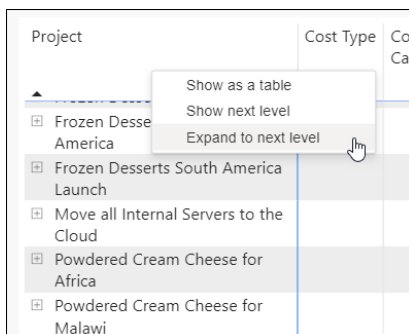 Project
Cost Type
Co
Ca
Show as a table
Show next level
Expand to next level
Frozen Desse
America
Frozen Desserts South America
Launch
Move all Internal Servers to the
Cloud
Powdered Cream Cheese for
Africa
Powdered Cream Cheese for
Malawi